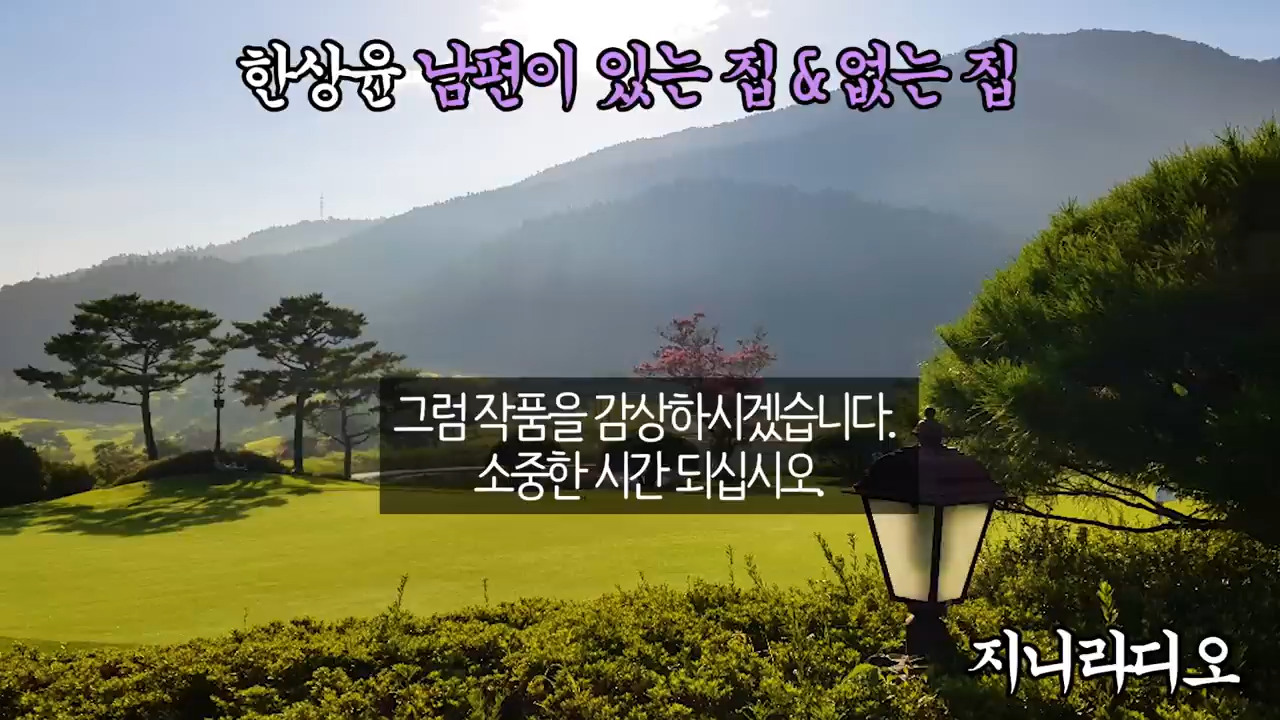 한상윤 남편이 있는 집 & 없는 집
그럼 작품을 감상하시겠습니다.
소중한 시간 되십시오.
지니라디오